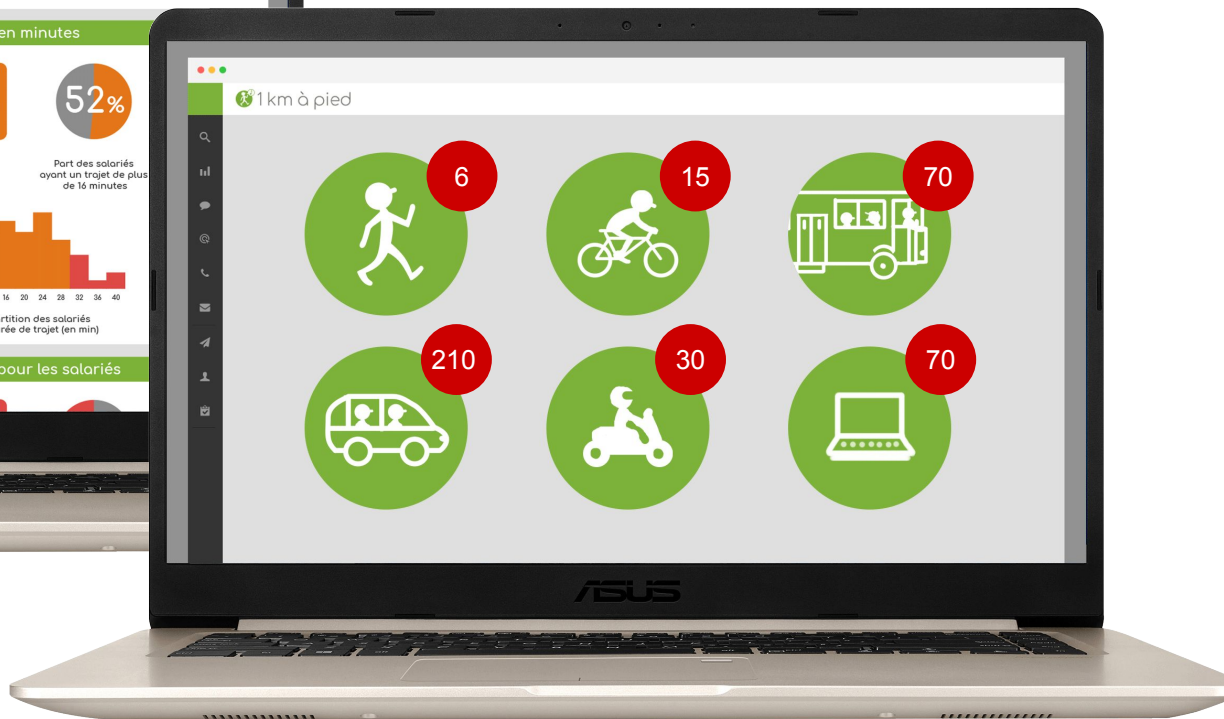 en minutes
52%
Part des salariés
ayant un trajet de plus
de 16 minutes
16 20 24 28 32 36 40
rtition des salariés
rée de trajet (en min)
pour les salariés
1 km à pied
6
15
70
210
30
70
ASUS